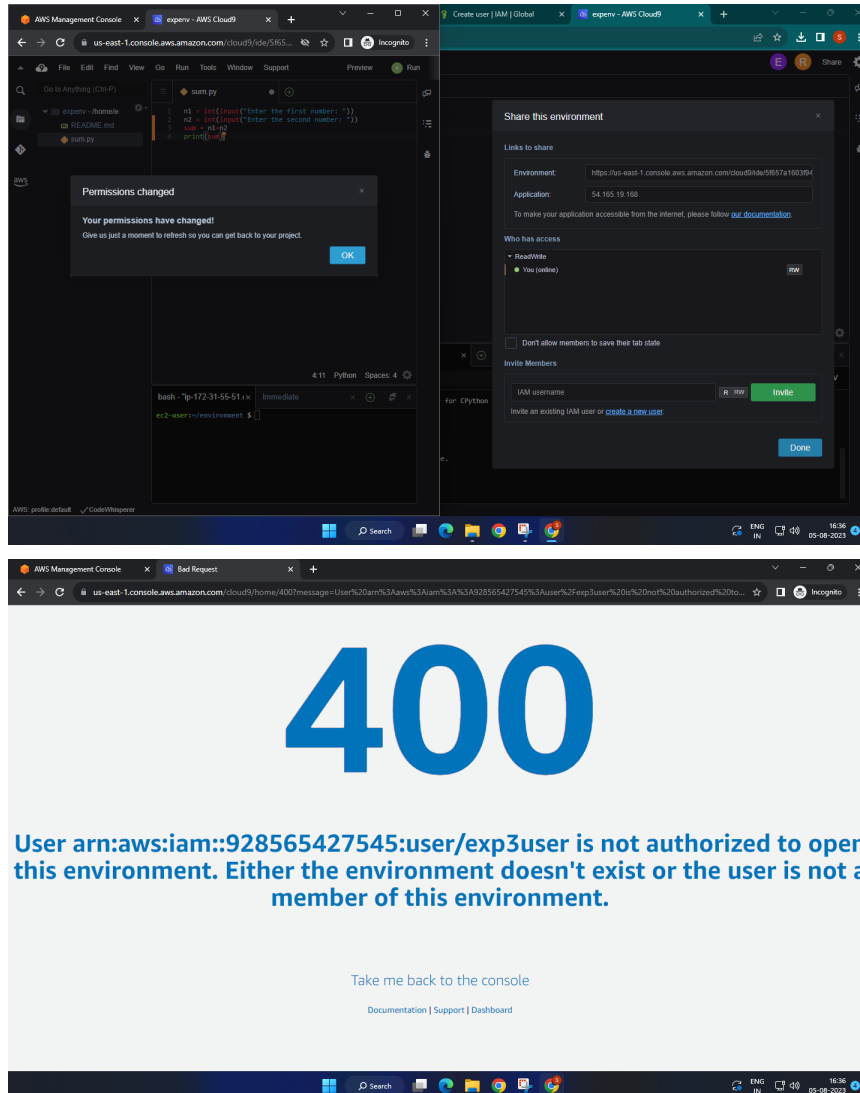 AWS Management Console
expenv - AWS Cloud9
us-east-1.console.aws.amazon.com/cloud9/ide/5f65...
Incognito
File Edit Find View Go Run Tools Window Support Preview Run
Go to Anything (Ctrl-P)
sum.py
expenv - /home/e
README.md
sum.py
aws
1 n1 = int(input("Enter the first number: "))
2 n2 = int(input("Enter the second number: "))
3 sum = n1+n2
4 print(sum)
Permissions changed
Your permissions have changed!
Give us just a moment to refresh so you can get back to your project.
OK
4:11 Python Spaces: 4
bash - "ip-172-31-55-51.
Immediate
ec2-user:~/environment $
AWS: profile:default CodeWhisperer
Create user | IAM | Global
expenv - AWS Cloud9
S
E R Share
Share this environment
Links to share
Environment: https://us-east-1.console.aws.amazon.com/cloud9/ide/5f657a1603f94
Application: 54.165.19.168
To make your application accessible from the internet, please follow our documentation.
Who has access
ReadWrite
You (online) RW
Don't allow members to save their tab state
Invite Members
IAM username R RW Invite
Invite an existing IAM user or create a new user.
Done
for CPython
e.
Search
ENG
IN
16:36
05-08-2023
AWS Management Console
Bad Request
us-east-1.console.aws.amazon.com/cloud9/home/400?message=User%20arn%3Aaws%3Aiam%3A%3A928565427545%3Auser%2Fexp3user%20is%20not%20authorized%20to...
Incognito
400
User arn:aws:iam::928565427545:user/exp3user is not authorized to open
this environment. Either the environment doesn't exist or the user is not a
member of this environment.
Take me back to the console
Documentation | Support | Dashboard
Search
ENG
IN
16:36
05-08-2023